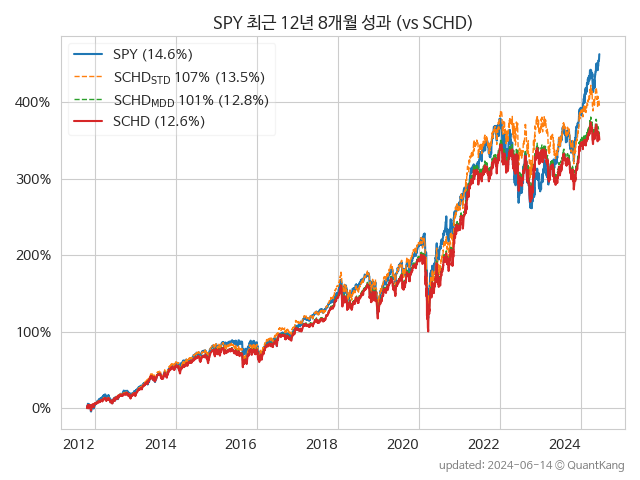 SPY 최근 12년 8개월 성과 (vs SCHD)
SPY (14.6%)
SCHD_STD 107% (13.5%)
SCHD_MDD 101% (12.8%)
SCHD (12.6%)
400%
300%
200%
100%
0%
2012 2014 2016 2018 2020 2022 2024
updated: 2024-06-14 © QuantKang